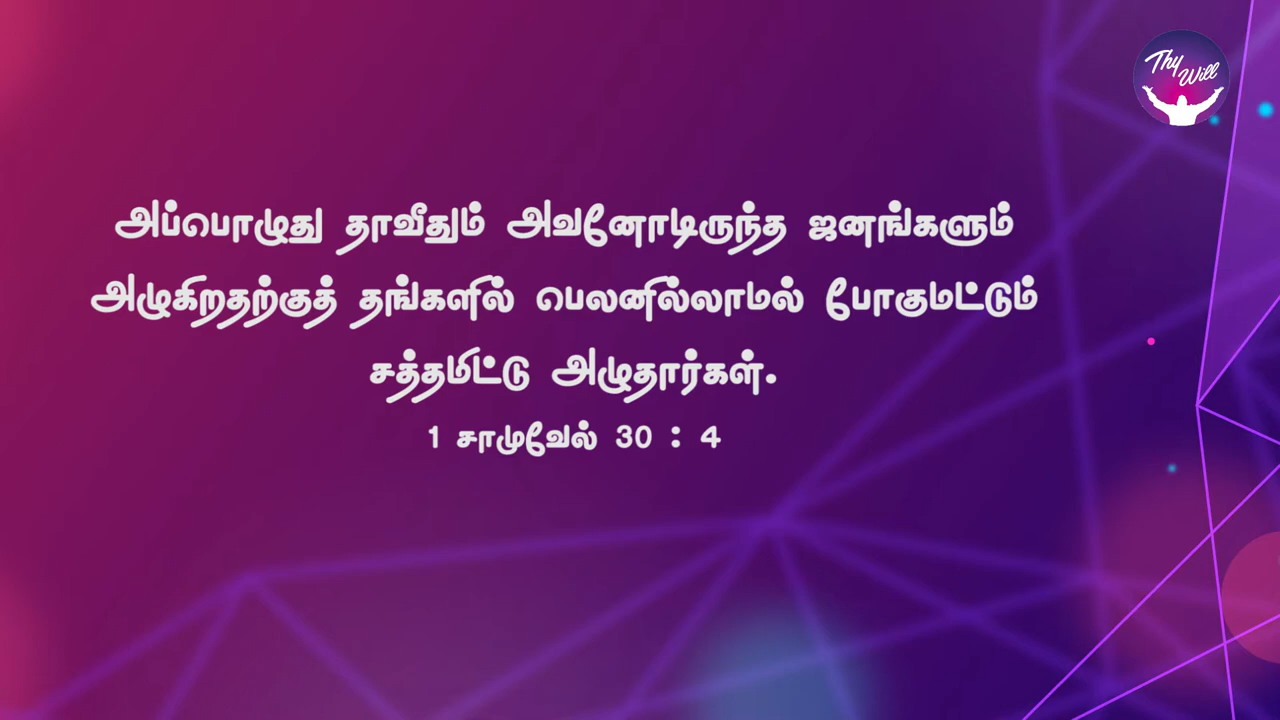 Thy
Will
அப்பொழுது தாவீதும் அவனோடிருந்த ஜனங்களும்
அழுகிறதற்குத் தங்களில் பெலனில்லாமல் போகுமட்டும்
சத்தமிட்டு அழுதார்கள்.
1 சாமுவேல் 30 : 4